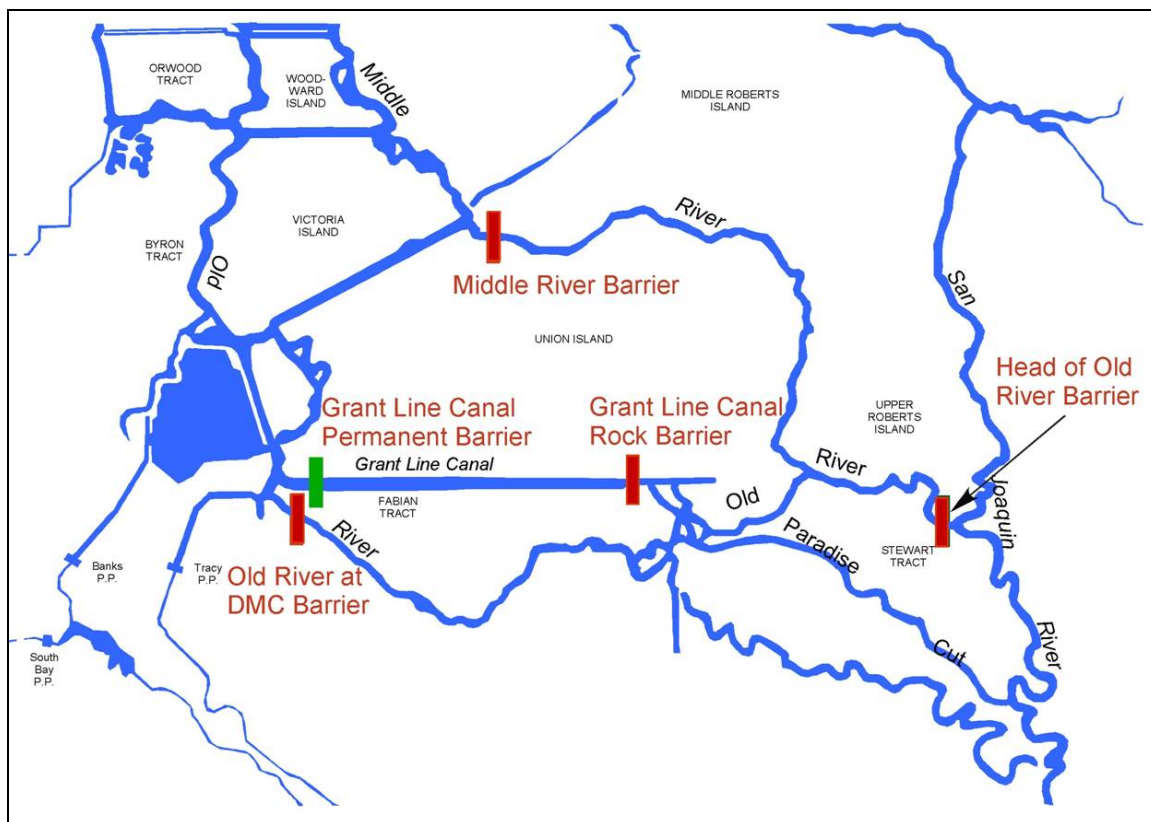 ORWOOD
TRACT
WOOD-
WARD
ISLAND
Middle
MIDDLE ROBERTS
ISLAND
VICTORIA
ISLAND
River
BYRON
TRACT
Old
San
Middle River Barrier
UNION ISLAND
Head of Old
River Barrier
Grant Line Canal
Permanent Barrier
Grant Line Canal
Rock Barrier
UPPER
ROBERTS
ISLAND
Grant Line Canal
River
FABIAN
TRACT
Old
Joaquin
River
Paradise
STEWART
TRACT
Banks
P.P.
Tracy
P.P.
Old River at
DMC Barrier
Cut
River
South
Bay
P.P.